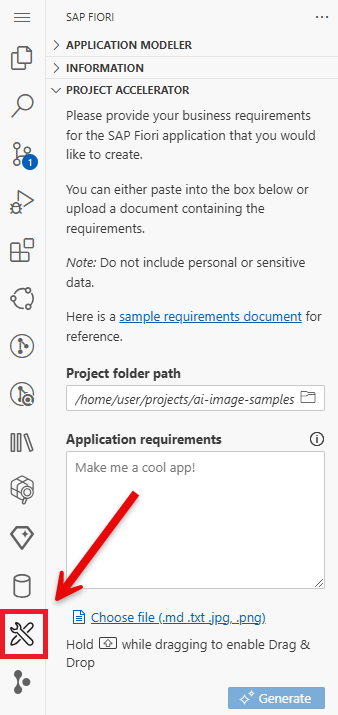 SAP FIORI
APPLICATION MODELER
INFORMATION
PROJECT ACCELERATOR
Please provide your business requirements
for the SAP Fiori application that you would
like to create.
You can either paste into the box below or
upload a document containing the
requirements.
Note: Do not include personal or sensitive
data.
Here is a sample requirements document for
reference.
Project folder path
/home/user/projects/ai-image-samples
Application requirements
Make me a cool app!
Choose file (.md .txt .jpg, .png)
Hold while dragging to enable Drag &
Drop
Generate
1